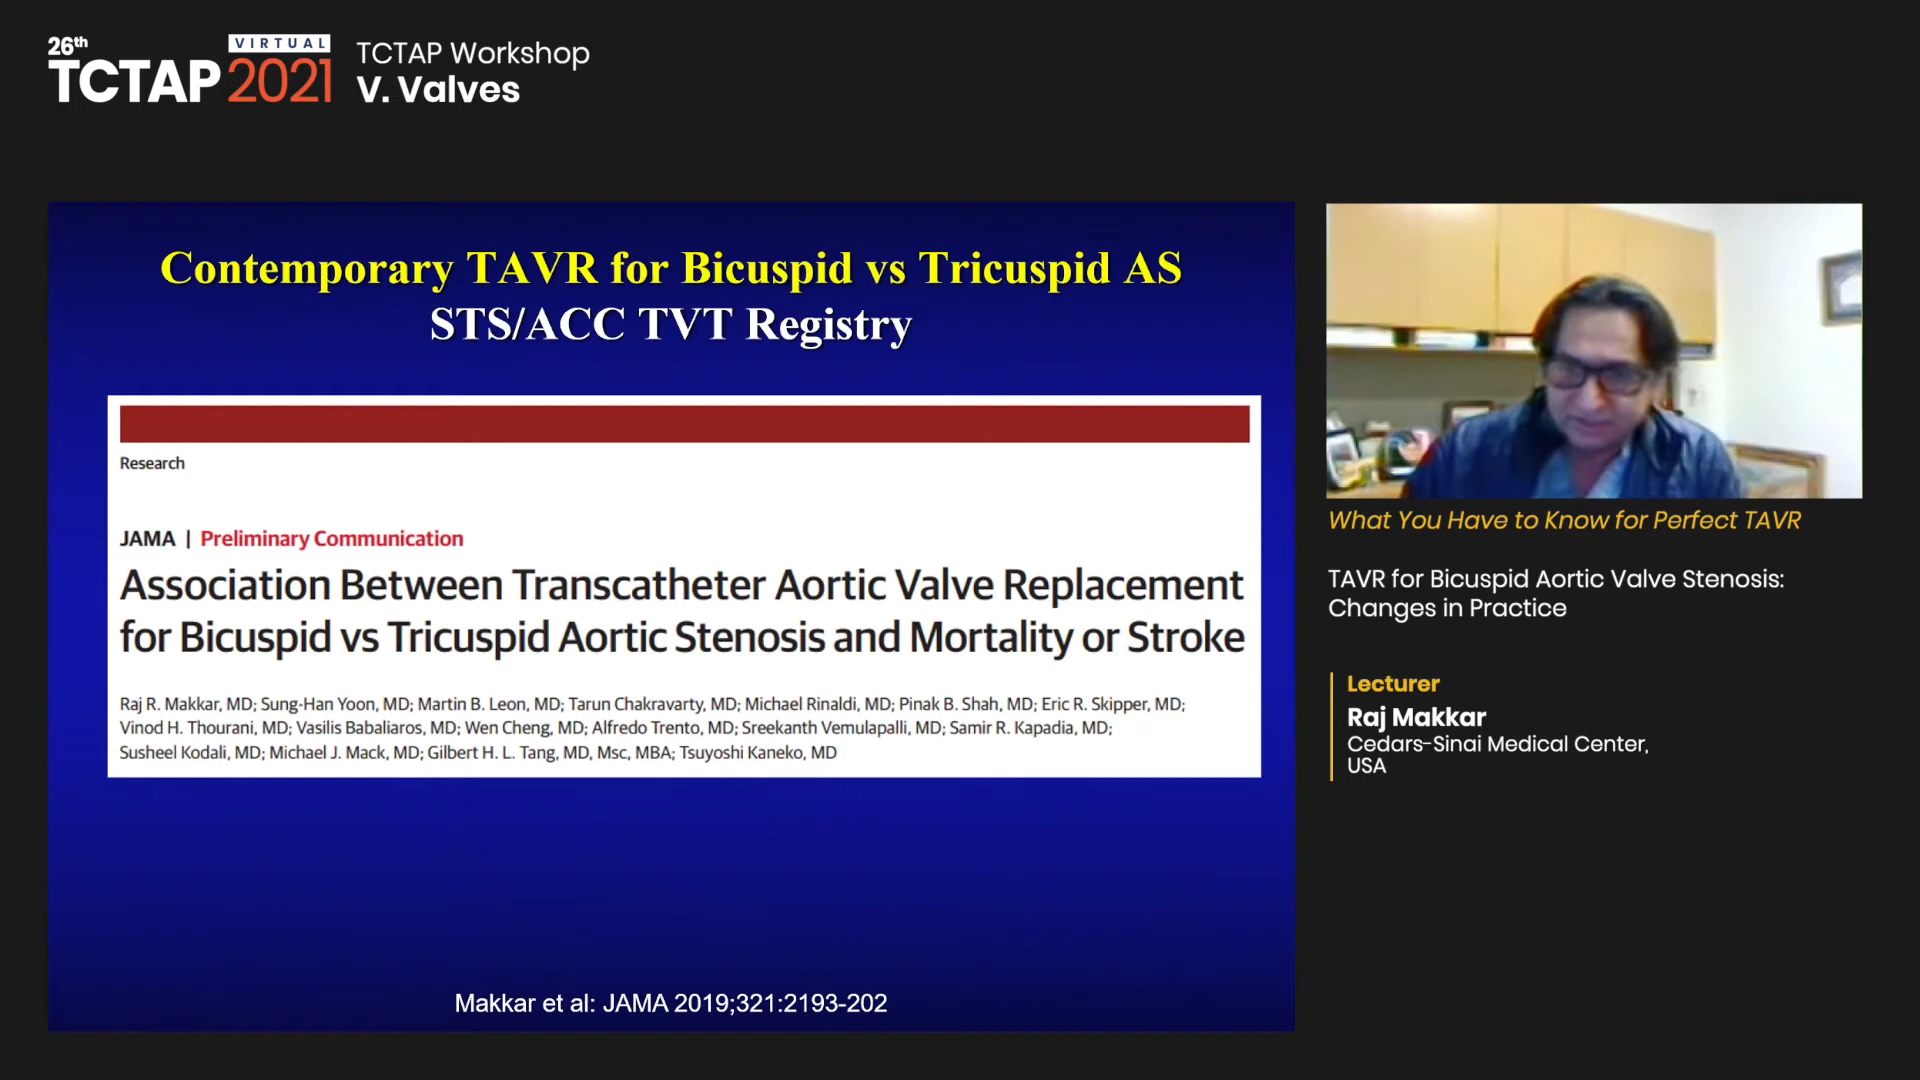 26th
VIRTUAL
TCTAP 2021
TCTAP Workshop
V. Valves
Contemporary TAVR for Bicuspid vs Tricuspid AS
STS/ACC TVT Registry
Research
JAMA | Preliminary Communication
Association Between Transcatheter Aortic Valve Replacement
for Bicuspid vs Tricuspid Aortic Stenosis and Mortality or Stroke
Raj R. Makkar, MD; Sung-Han Yoon, MD; Martin B. Leon, MD; Tarun Chakravarty, MD; Michael Rinaldi, MD; Pinak B. Shah, MD; Eric R. Skipper, MD;
Vinod H. Thourani, MD; Vasilis Babaliaros, MD; Wen Cheng, MD; Alfredo Trento, MD; Sreekanth Vemulapalli, MD; Samir R. Kapadia, MD;
Susheel Kodali, MD; Michael J. Mack, MD; Gilbert H. L. Tang, MD, Msc, MBA; Tsuyoshi Kaneko, MD
Makkar et al: JAMA 2019;321:2193-202
What You Have to Know for Perfect TAVR
TAVR for Bicuspid Aortic Valve Stenosis:
Changes in Practice
Lecturer
Raj Makkar
Cedars-Sinai Medical Center,
USA